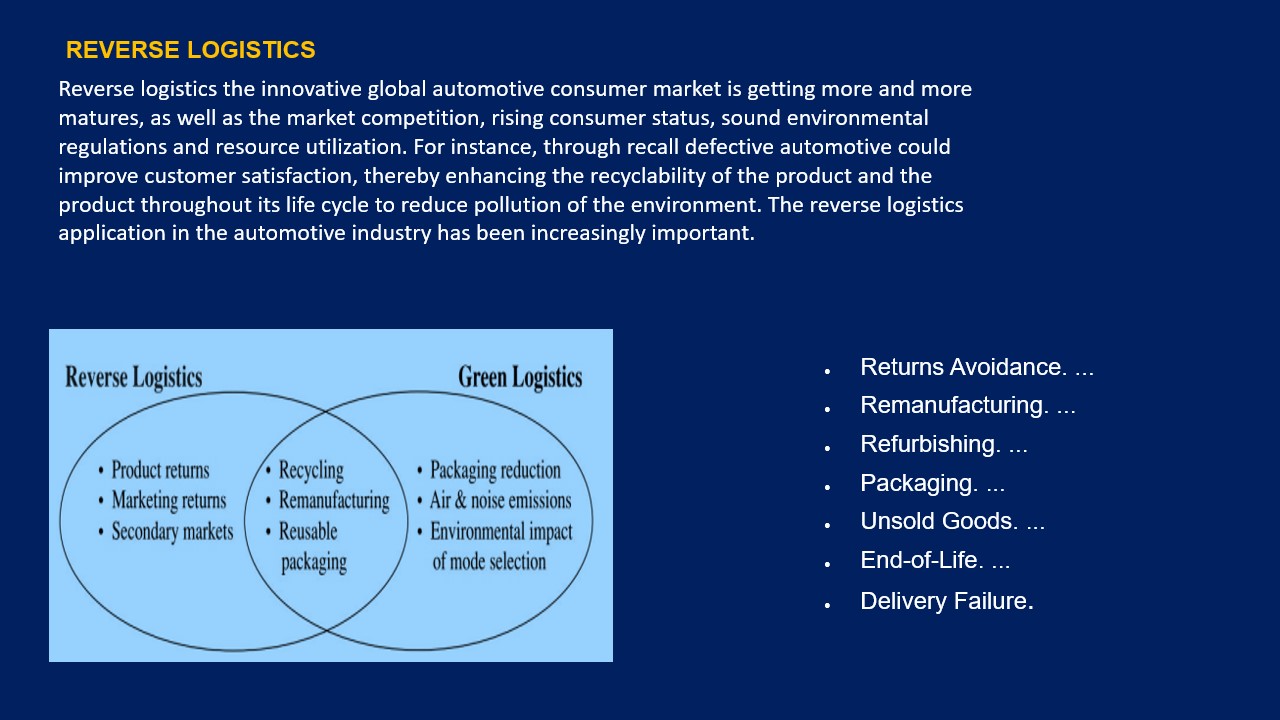 REVERSE LOGISTICS
Reverse logistics the innovative global automotive consumer market is getting more and more
matures, as well as the market competition, rising consumer status, sound environmental
regulations and resource utilization. For instance, through recall defective automotive could
improve customer satisfaction, thereby enhancing the recyclability of the product and the
product throughout its life cycle to reduce pollution of the environment. The reverse logistics
application in the automotive industry has been increasingly important.
Reverse Logistics
Green Logistics
• Product returns
• Marketing returns
• Secondary markets
• Recycling
• Remanufacturing
• Reusable
packaging
• Packaging reduction
• Air & noise emissions
• Environmental impact
of mode selection
• Returns Avoidance. ...
• Remanufacturing. ...
• Refurbishing. ...
• Packaging. ...
• Unsold Goods. ...
• End-of-Life. ...
• Delivery Failure.